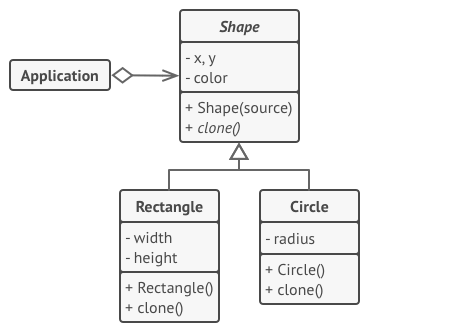 Shape
- x, y
- color
+ Shape(source)
+ clone()
Application
Rectangle
- width
- height
+ Rectangle()
+ clone()
Circle
- radius
+ Circle()
+ clone()